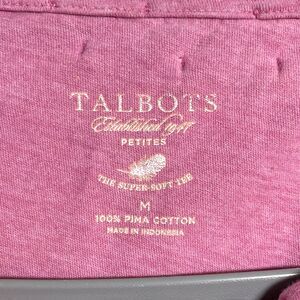 TALBOTS
Established 1947
PETITES
THE SUPER-SOFT TEE
M
100% PIMA COTTON
MADE IN INDONESIA